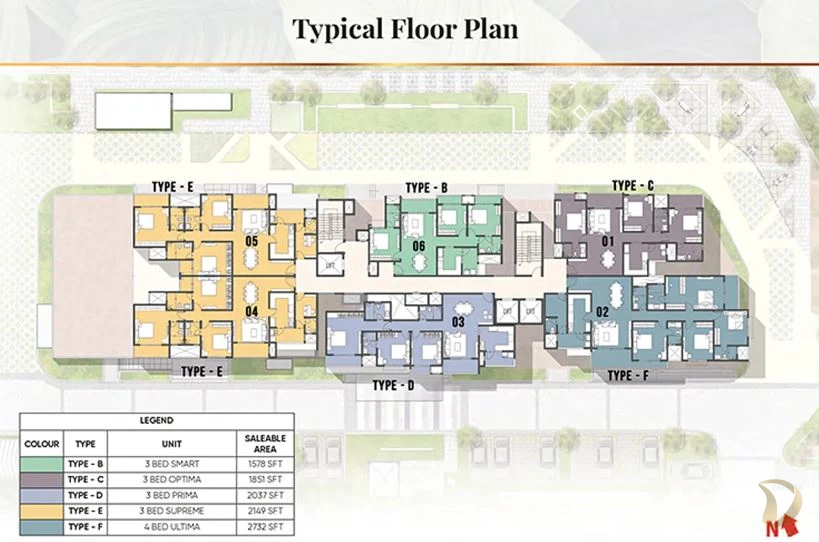 Typical Floor Plan
TYPE - E
TYPE - B
TYPE - C
05
06
01
LIFT
04
03
02
LIFT
LIFT
TYPE - E
TYPE - D
TYPE - F
LEGEND
COLOUR TYPE UNIT SALEABLE AREA
TYPE - B 3 BED SMART 1578 SFT
TYPE - C 3 BED OPTIMA 1851 SFT
TYPE - D 3 BED PRIMA 2037 SFT
TYPE - E 3 BED SUPREME 2149 SFT
TYPE - F 4 BED ULTIMA 2732 SFT
N